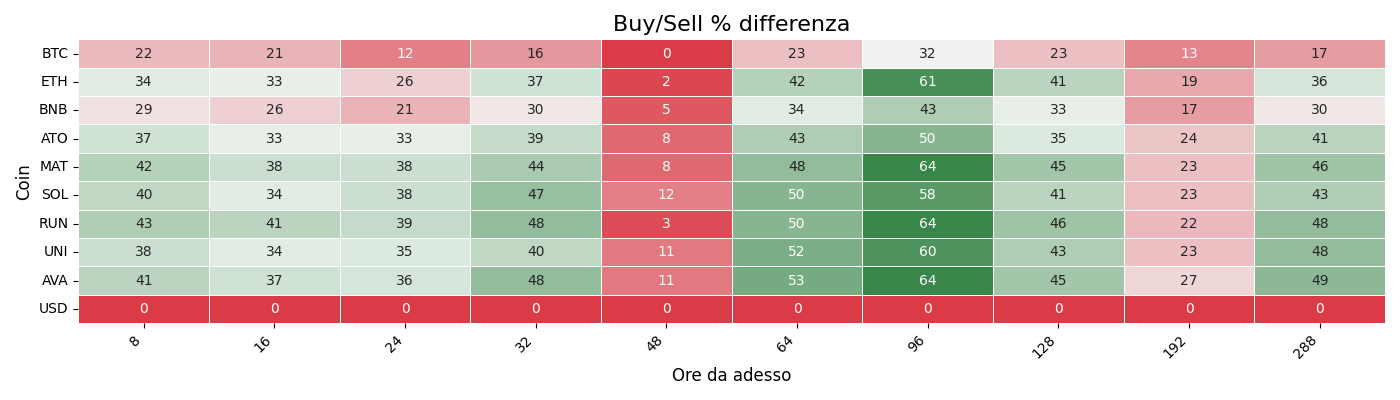 Buy/Sell % differenza
Coin
BTC 22 21 12 16 0 23 32 23 13 17
ETH 34 33 26 37 2 42 61 41 19 36
BNB 29 26 21 30 5 34 43 33 17 30
ATO 37 33 33 39 8 43 50 35 24 41
MAT 42 38 38 44 8 48 64 45 23 46
SOL 40 34 38 47 12 50 58 41 23 43
RUN 43 41 39 48 3 50 64 46 22 48
UNI 38 34 35 40 11 52 60 43 23 48
AVA 41 37 36 48 11 53 64 45 27 49
USD 0 0 0 0 0 0 0 0 0 0
8 16 24 32 48 64 96 128 192 288
Ore da adesso